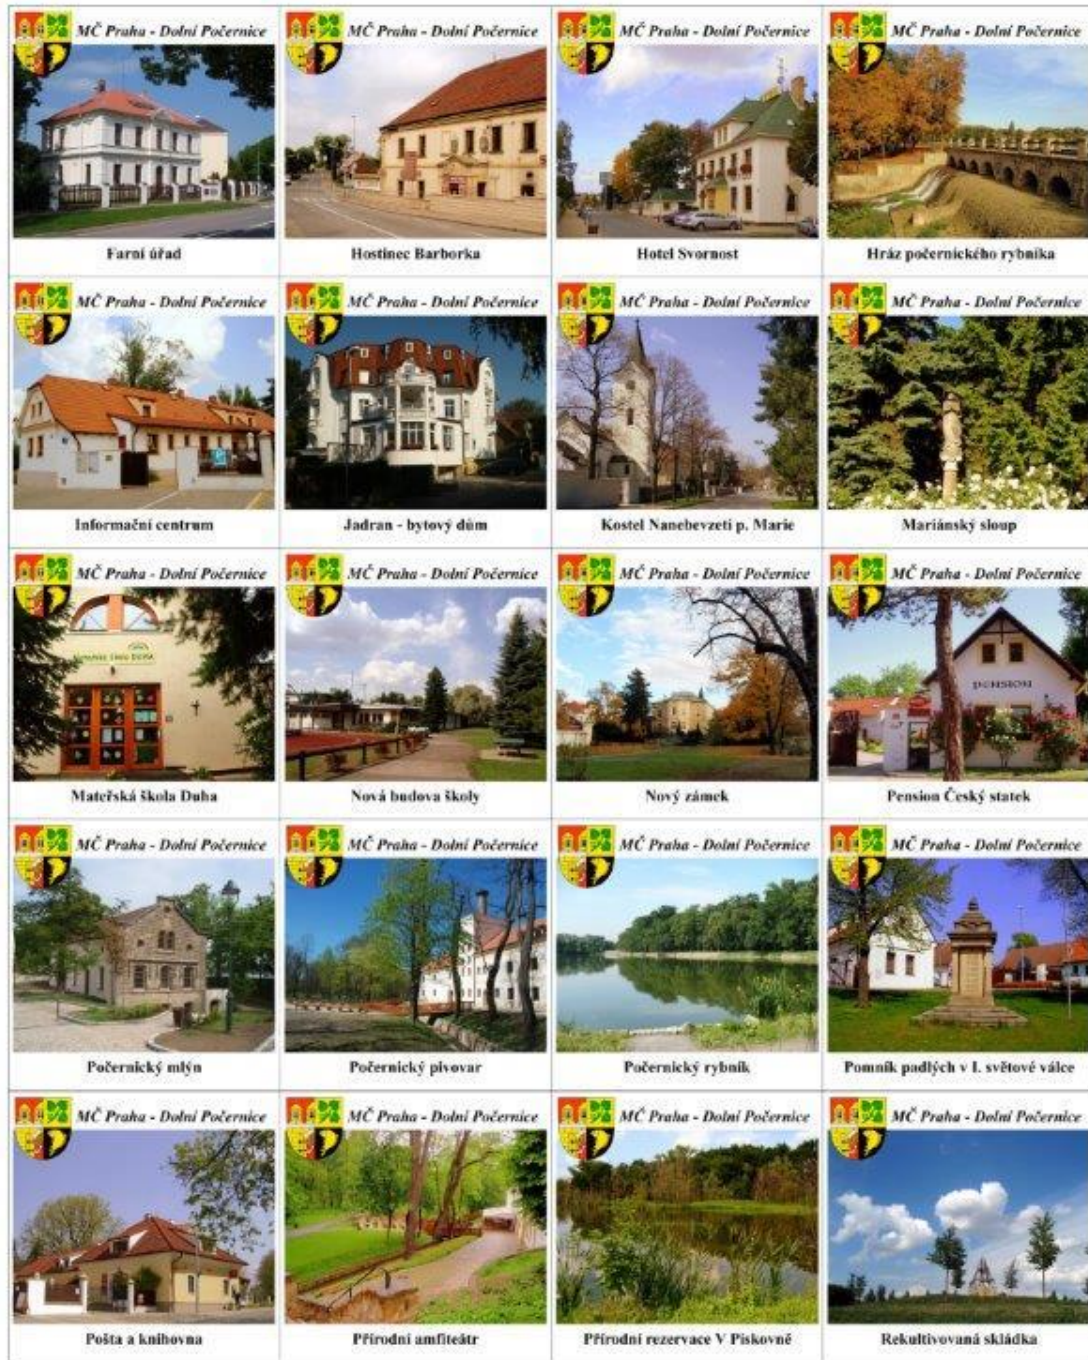 MČ Praha - Dolní Počernice MČ Praha - Dolní Počernice MČ Praha - Dolní Počernice MČ Praha - Dolní Počernice
Farní úřad Hostinec Barborka Hotel Svornost Hráz počernického rybníka
MČ Praha - Dolní Počernice MČ Praha - Dolní Počernice MČ Praha - Dolní Počernice MČ Praha - Dolní Počernice
Informační centrum Jadran - bytový dům Kostel Nanebevzetí p. Marie Mariánský sloup
MČ Praha - Dolní Počernice MČ Praha - Dolní Počernice MČ Praha - Dolní Počernice MČ Praha - Dolní Počernice
Mateřská škola DUHA
PENSION
Mateřská škola Duha Nová budova školy Nový zámek Pension Český statek
MČ Praha - Dolní Počernice MČ Praha - Dolní Počernice MČ Praha - Dolní Počernice MČ Praha - Dolní Počernice
Počernický mlýn Počernický pivovar Počernický rybník Pomník padlých v I. světové válce
MČ Praha - Dolní Počernice MČ Praha - Dolní Počernice MČ Praha - Dolní Počernice MČ Praha - Dolní Počernice
Pošta a knihovna Přírodní amfiteátr Přírodní rezervace V Pískovně Rekultivovaná skládka